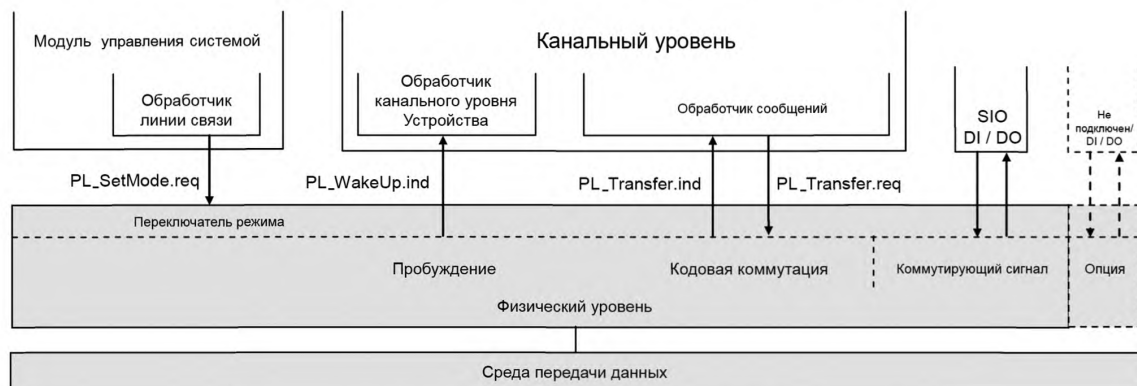 Модуль управления системой
Канальный уровень
Обработчик
линии связи
Обработчик
канального уровня
Устройства
Обработчик сообщений
SIO
DI / DO
Не
подключен/
DI / DO
PL_SetMode.req
PL_WakeUp.ind
PL_Transfer.ind
PL_Transfer.req
Переключатель режима
Пробуждение
Кодовая коммутация
Коммутирующий сигнал
Опция
Физический уровень
Среда передачи данных